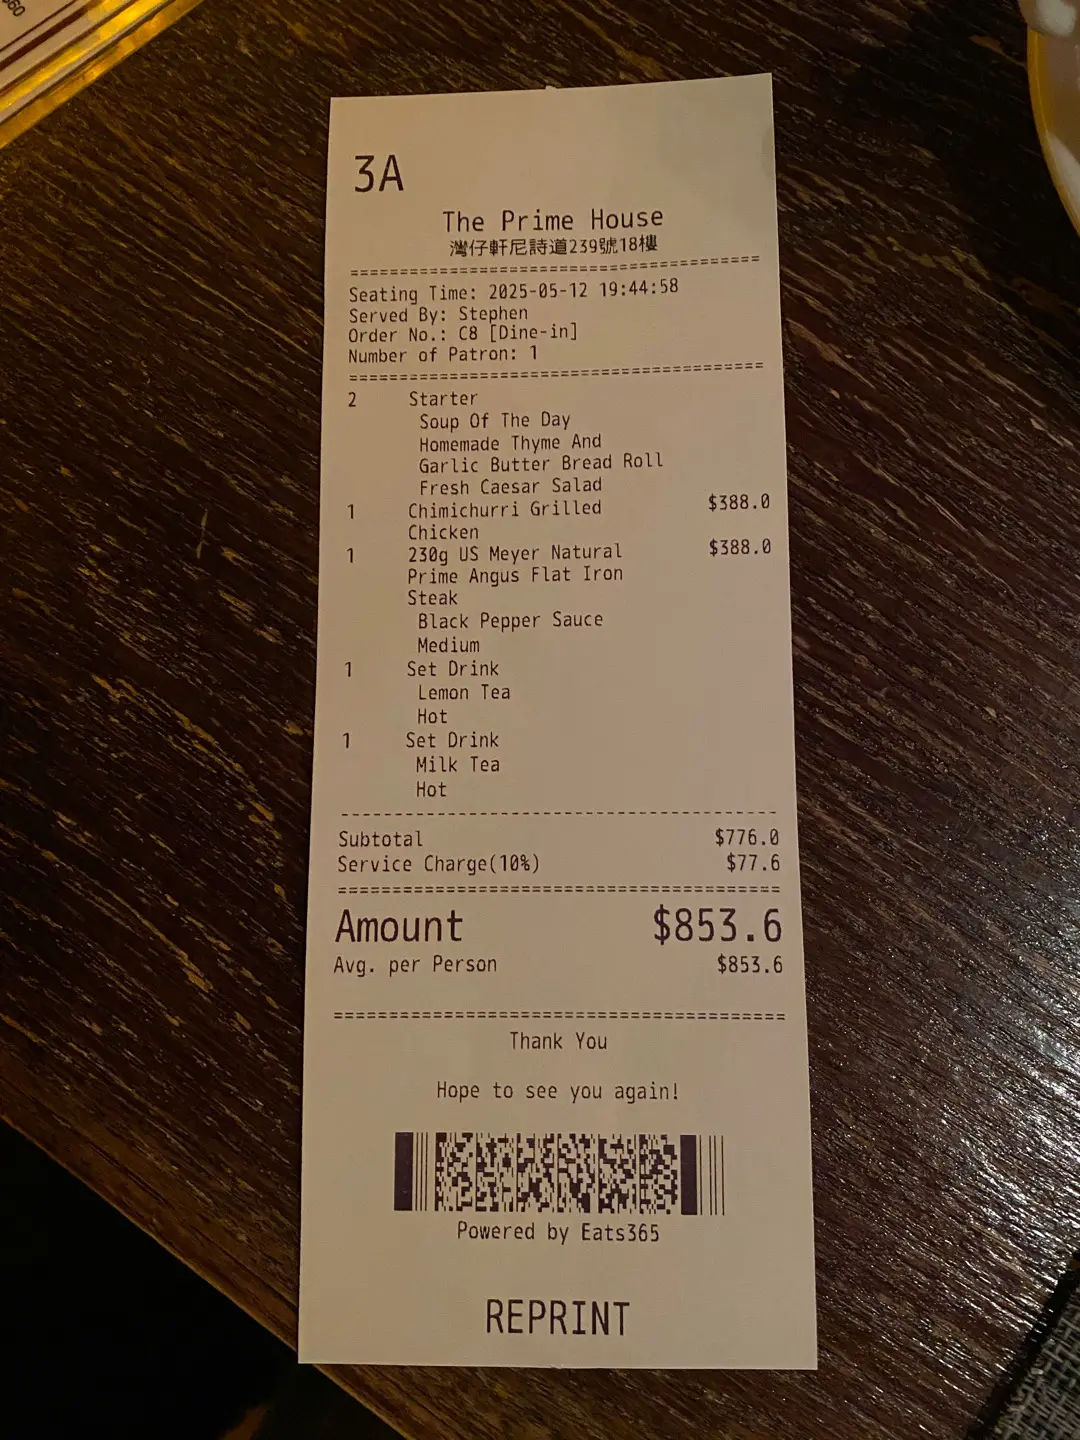 360
3A
The Prime House
灣仔軒尼詩道239號18樓
Seating Time: 2025-05-12 19:44:58
Served By: Stephen
Order No.: C8 [Dine-in]
Number of Patron: 1
2 Starter
Soup Of The Day
Homemade Thyme And
Garlic Butter Bread Roll
Fresh Caesar Salad
1 Chimichurri Grilled $388.0
Chicken
1 230g US Meyer Natural $388.0
Prime Angus Flat Iron
Steak
Black Pepper Sauce
Medium
1 Set Drink
Lemon Tea
Hot
1 Set Drink
Milk Tea
Hot
Subtotal $776.0
Service Charge(10%) $77.6
Amount $853.6
Avg. per Person $853.6
Thank You
Hope to see you again!
Powered by Eats365
REPRINT